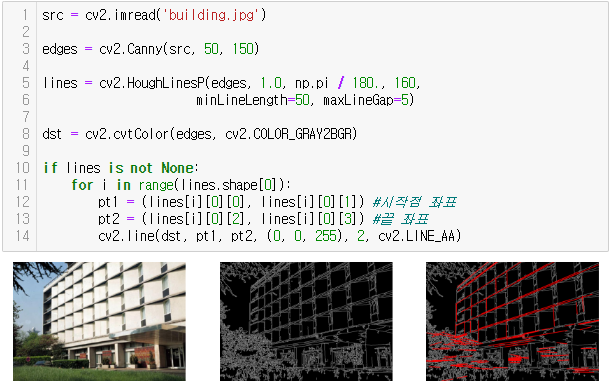 1 src = cv2.imread('building.jpg')
2
3 edges = cv2.Canny(src, 50, 150)
4
5 lines = cv2.HoughLinesP(edges, 1.0, np.pi / 180., 160,
6 minLineLength=50, maxLineGap=5)
7
8 dst = cv2.cvtColor(edges, cv2.COLOR_GRAY2BGR)
9
10 if lines is not None:
11 for i in range(lines.shape[0]):
12 pt1 = (lines[i][0][0], lines[i][0][1]) #시작점 좌표
13 pt2 = (lines[i][0][2], lines[i][0][3]) #끝 좌표
14 cv2.line(dst, pt1, pt2, (0, 0, 255), 2, cv2.LINE_AA)